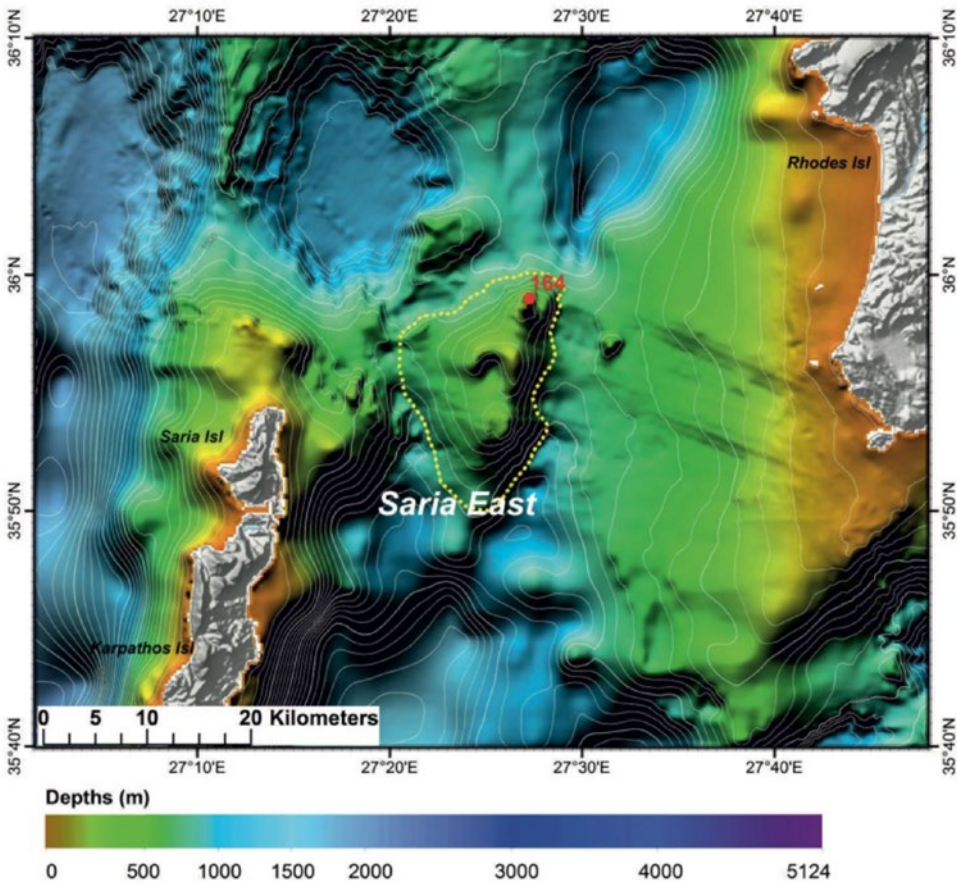 27°10'E 27°20'E 27°30'E 27°40'E
36°10'N 36°10'N
Rhodes Isl
36°N 36°N
164
Saria Isl
Saria East
35°50'N 35°50'N
Karpathos Isl
0 5 10 20 Kilometers
35°40'N 35°40'N
27°10'E 27°20'E 27°30'E 27°40'E
Depths (m)
0 500 1000 1500 2000 3000 4000 5124